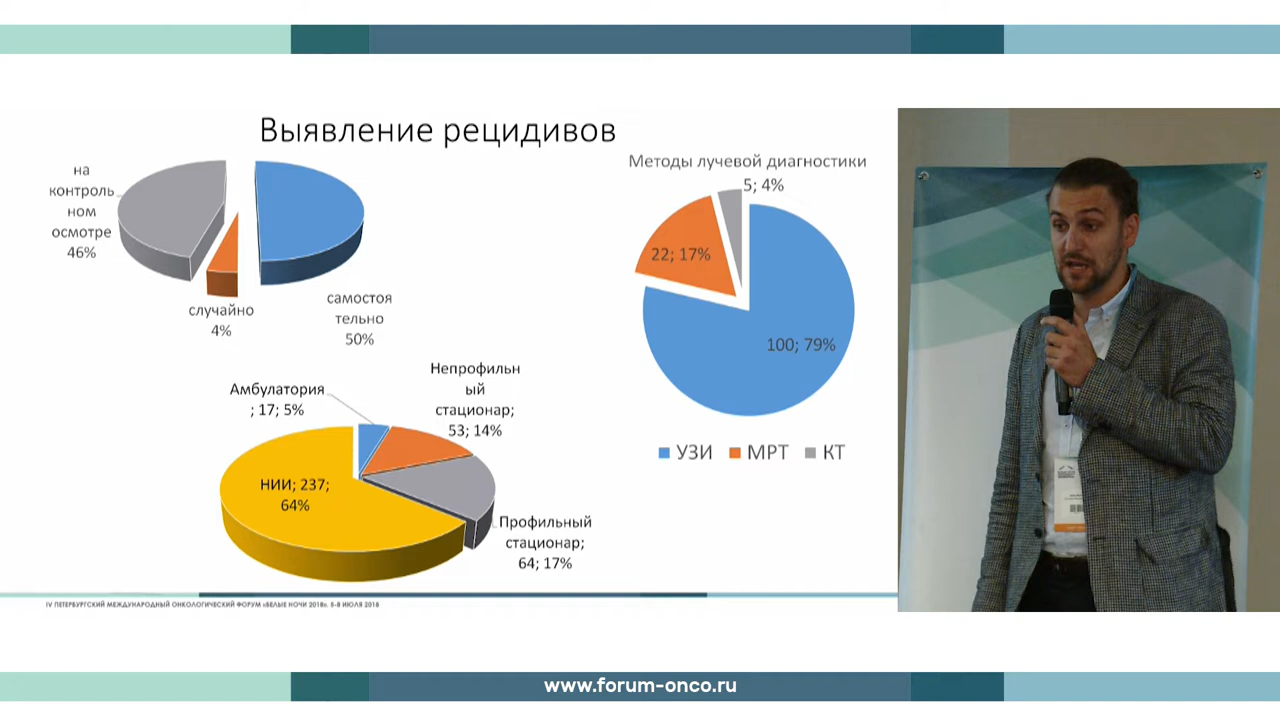 Выявление рецидивов
на
контроль
ном
осмотре
46%
случайно
4%
самостоя
тельно
50%
Методы лучевой диагностики
5; 4%
22; 17%
100; 79%
УЗИ МРТ КТ
Амбулатория
; 17; 5%
Непрофильн
ый
стационар;
53; 14%
НИИ; 237;
64%
Профильный
стационар;
64; 17%
IV ПЕТЕРБУРГСКИЙ МЕЖДУНАРОДНЫЙ ОНКОЛОГИЧЕСКИЙ ФОРУМ «БЕЛЫЕ НОЧИ 2018». 5-8 ИЮЛЯ 2018
www.forum-onco.ru